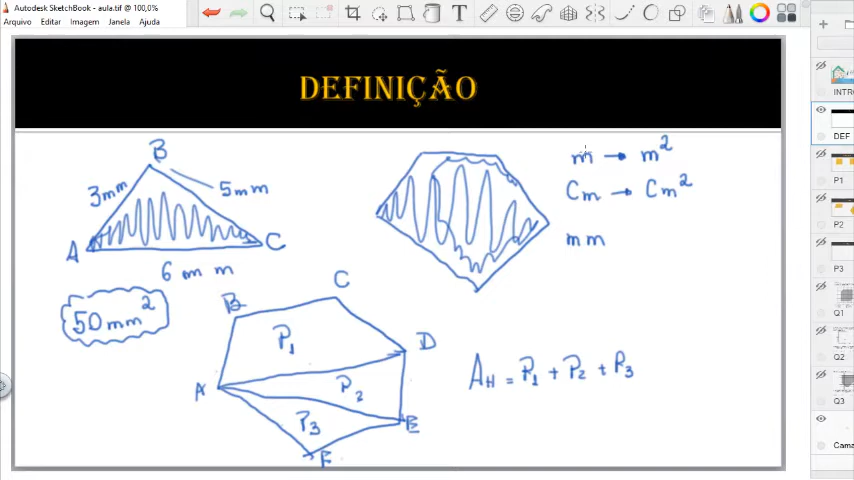 Autodesk SketchBook - aula.tif @ 100,0%
Arquivo Editar Imagem Janela Ajuda
DEFINIÇÃO
B
3mm
5mm
A
C
6 mm
50mm²
m → m²
Cm → Cm²
mm
B
C
P1
D
A
P2
P3
E
F
AH = P1 + P2 + P3
INTRO
DEF
P1
P2
P3
Q1
Q2
Q3
Cama